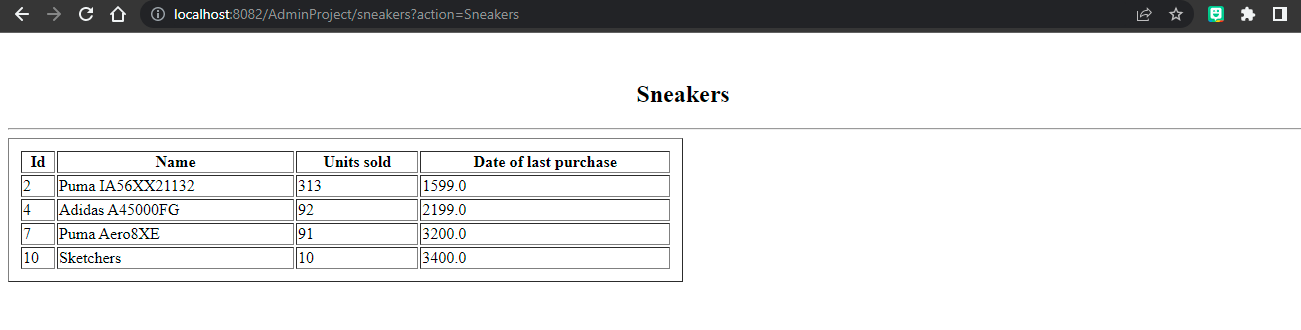 localhost:8082/AdminProject/sneakers?action=Sneakers
Sneakers
Id Name Units sold Date of last purchase
2 Puma IA56XX21132 313 1599.0
4 Adidas A45000FG 92 2199.0
7 Puma Aero8XE 91 3200.0
10 Sketchers 10 3400.0